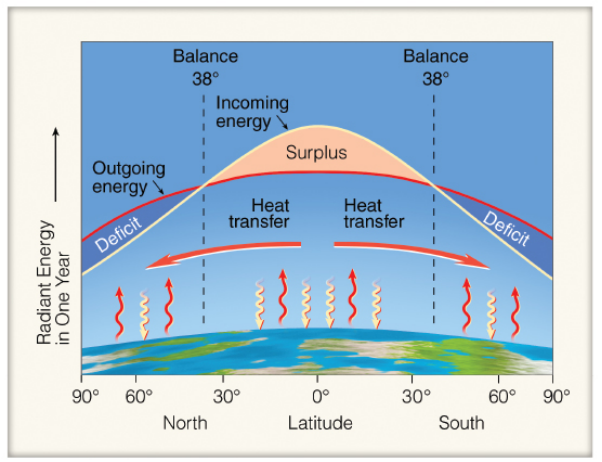 Balance
38°
Balance
38°
Incoming
energy
Surplus
Outgoing
energy
Heat
transfer
Heat
transfer
Deficit
Deficit
Radiant Energy
in One Year
90° 60° 30° 0° 30° 60° 90°
North Latitude South